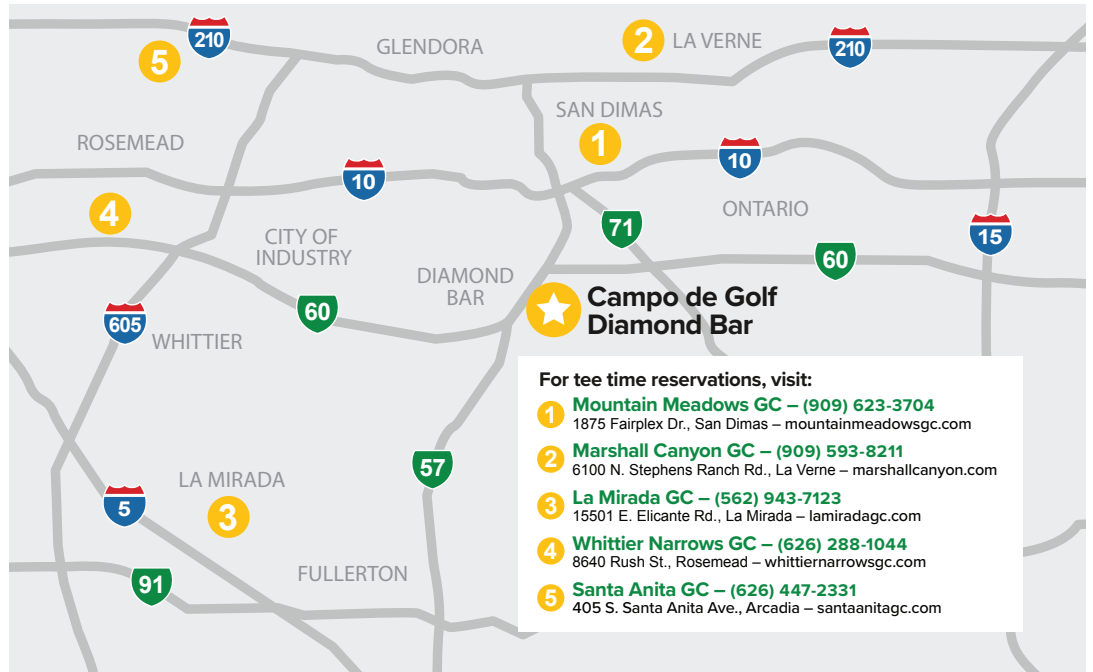 210
GLENDORA
2
LA VERNE
210
5
SAN DIMAS
ROSEMEAD
1
10
10
4
ONTARIO
71
CITY OF
INDUSTRY
15
60
DIAMOND
BAR
Campo de Golf
Diamond Bar
60
605
WHITTIER
For tee time reservations, visit:
1 Mountain Meadows GC – (909) 623-3704
1875 Fairplex Dr., San Dimas – mountainmeadowsgc.com
2 Marshall Canyon GC – (909) 593-8211
6100 N. Stephens Ranch Rd., La Verne – marshallcanyon.com
3 La Mirada GC – (562) 943-7123
15501 E. Elicante Rd., La Mirada – lamiradagc.com
4 Whittier Narrows GC – (626) 288-1044
8640 Rush St., Rosemead – whittiernarrowsgc.com
5 Santa Anita GC – (626) 447-2331
405 S. Santa Anita Ave., Arcadia – santaanitagc.com
57
LA MIRADA
5
3
FULLERTON
91